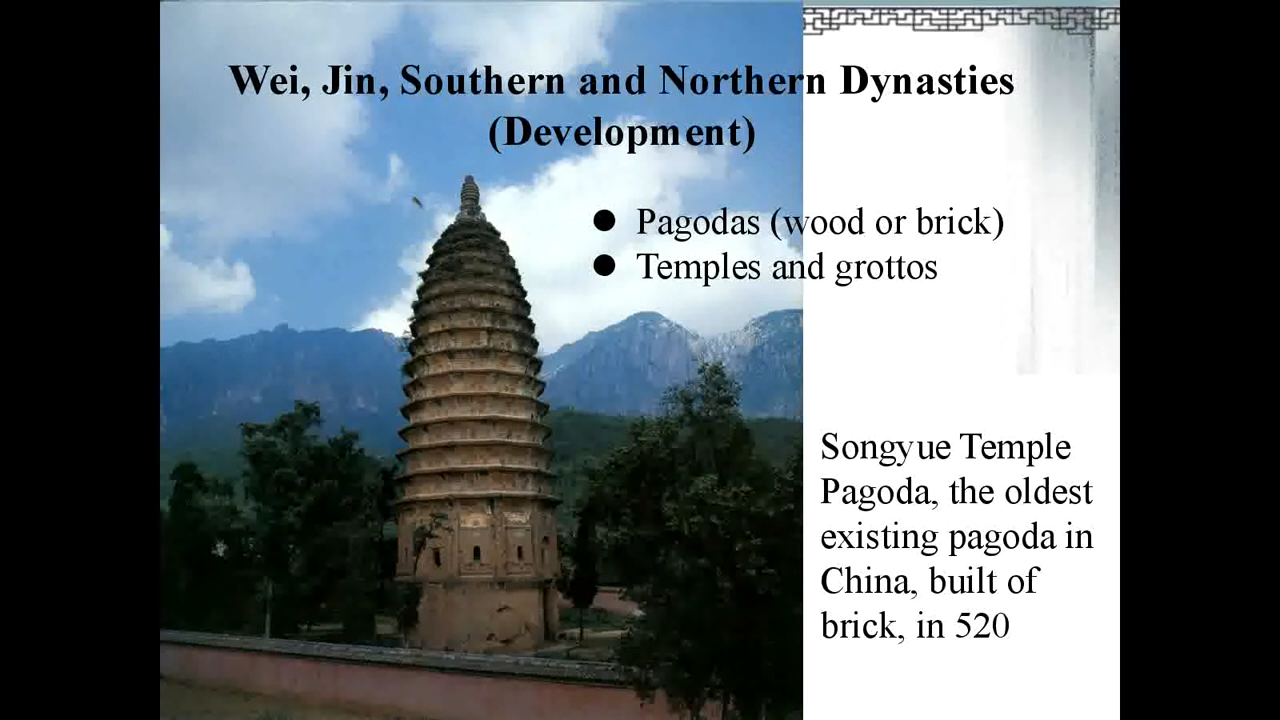 Wei, Jin, Southern and Northern Dynasties
(Development)
● Pagodas (wood or brick)
● Temples and grottos
Songyue Temple
Pagoda, the oldest
existing pagoda in
China, built of
brick, in 520